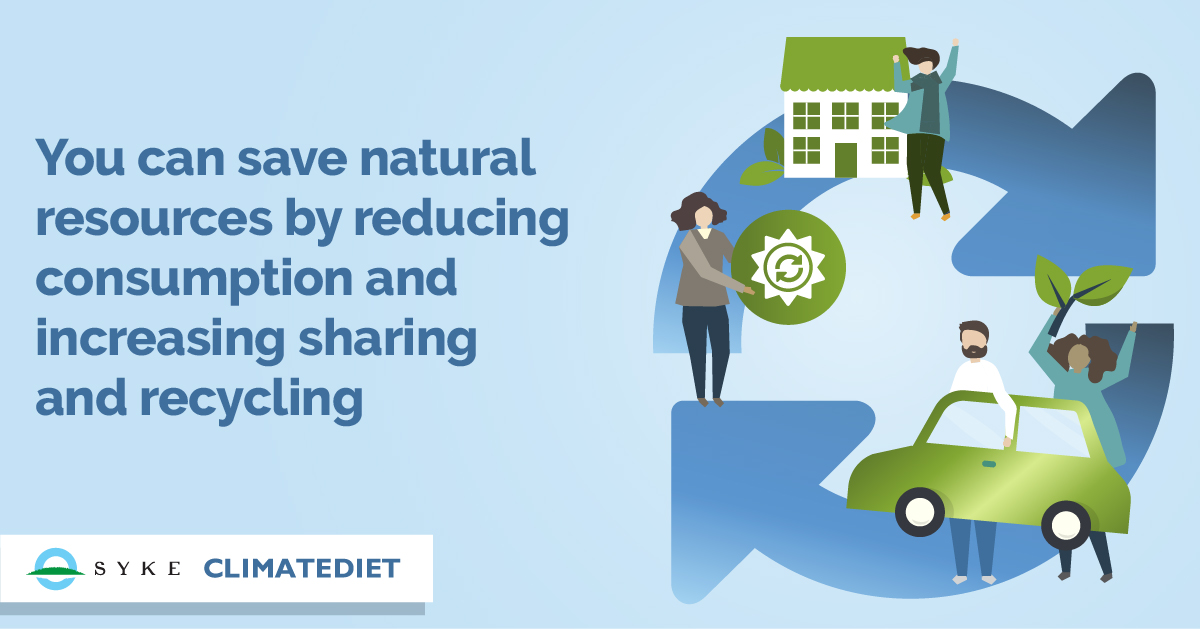 You can save natural
resources by reducing
consumption and
increasing sharing
and recycling
SYKE CLIMATEDIET